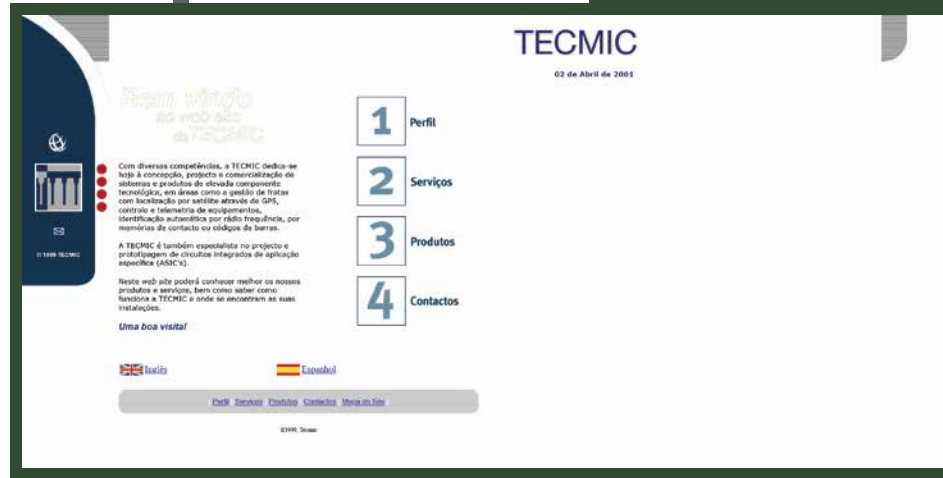 TECMIC
02 de Abril de 2001
Bem vindo
ao web site
da TECMIC
1 Perfil
Com diversas competências, a TECMIC dedica-se
hoje à concepção, projecto e comercialização de
sistemas e produtos de elevada componente
tecnológica, em áreas como a gestão de frotas
com localização por satélite através de GPS,
controlo e telemetria de equipamentos,
identificação automática por rádio frequência, por
memórias de contacto ou códigos de barras.
2 Serviços
A TECMIC é também especialista no projecto e
prototipagem de circuitos integrados de aplicação
específica (ASIC's).
3 Produtos
Neste web site poderá conhecer melhor os nossos
produtos e serviços, bem como saber como
funciona a TECMIC e onde se encontram as suas
instalações.
4 Contactos
Uma boa visita!
© 1999 TECMIC
Inglês
Espanhol
| Perfil | Serviços | Produtos | Contactos | Mapa do Site |
©1999, Tecmic